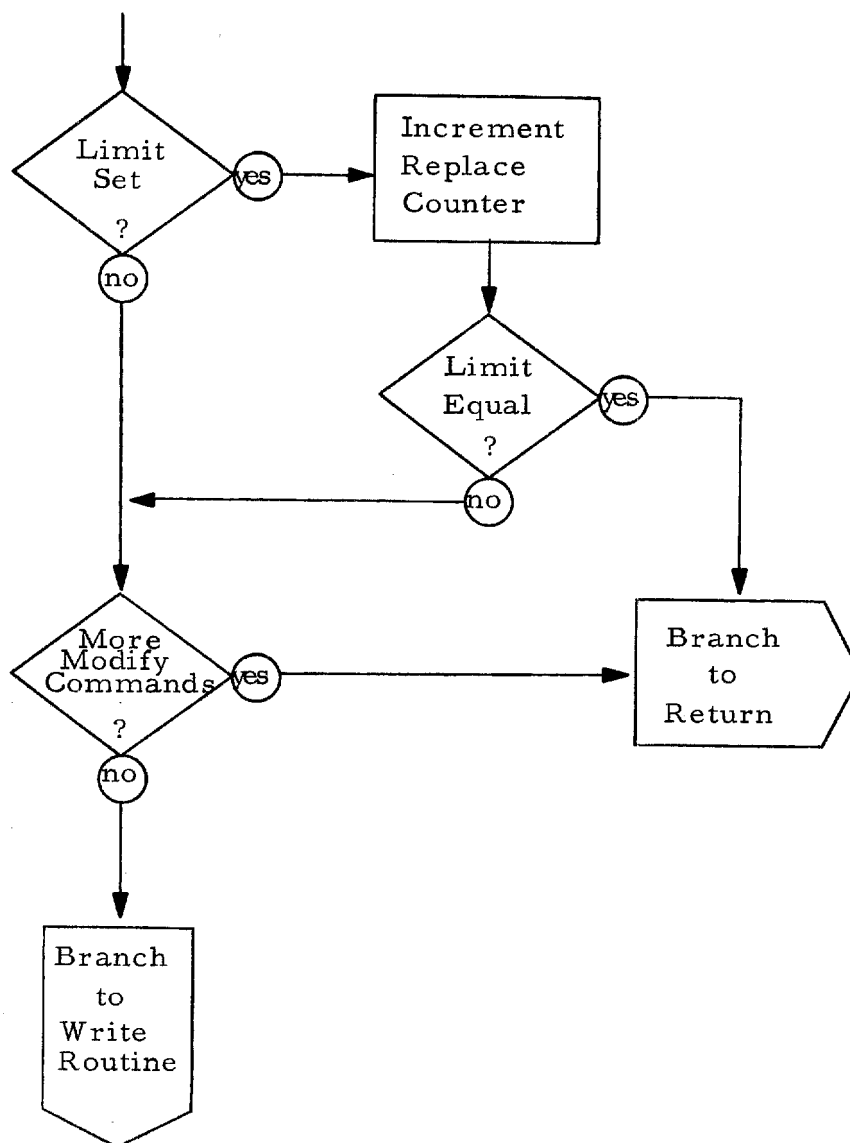 Limit
Set
?
yes
no
Increment
Replace
Counter
Limit
Equal
?
yes
no
More
Modify
Commands
?
yes
no
Branch
to
Return
Branch
to
Write
Routine